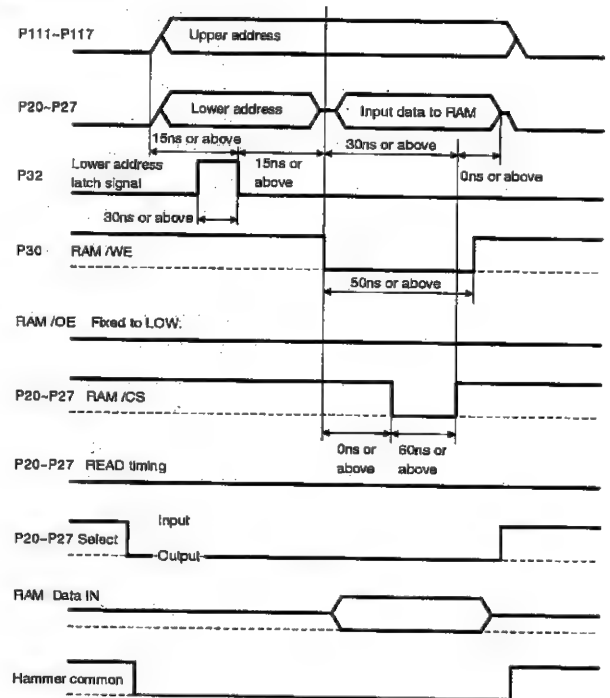 P111~P117
Upper address
P20~P27
Lower address
Input data to RAM
15ns or above
15ns or above
30ns or above
0ns or above
P32
Lower address latch signal
30ns or above
P30
RAM /WE
50ns or above
RAM /OE Fixed to LOW.
P20~P27 RAM /CS
0ns or above
60ns or above
P20~P27 READ timing
P20~P27 Select
Input
Output
RAM Data IN
Hammer common